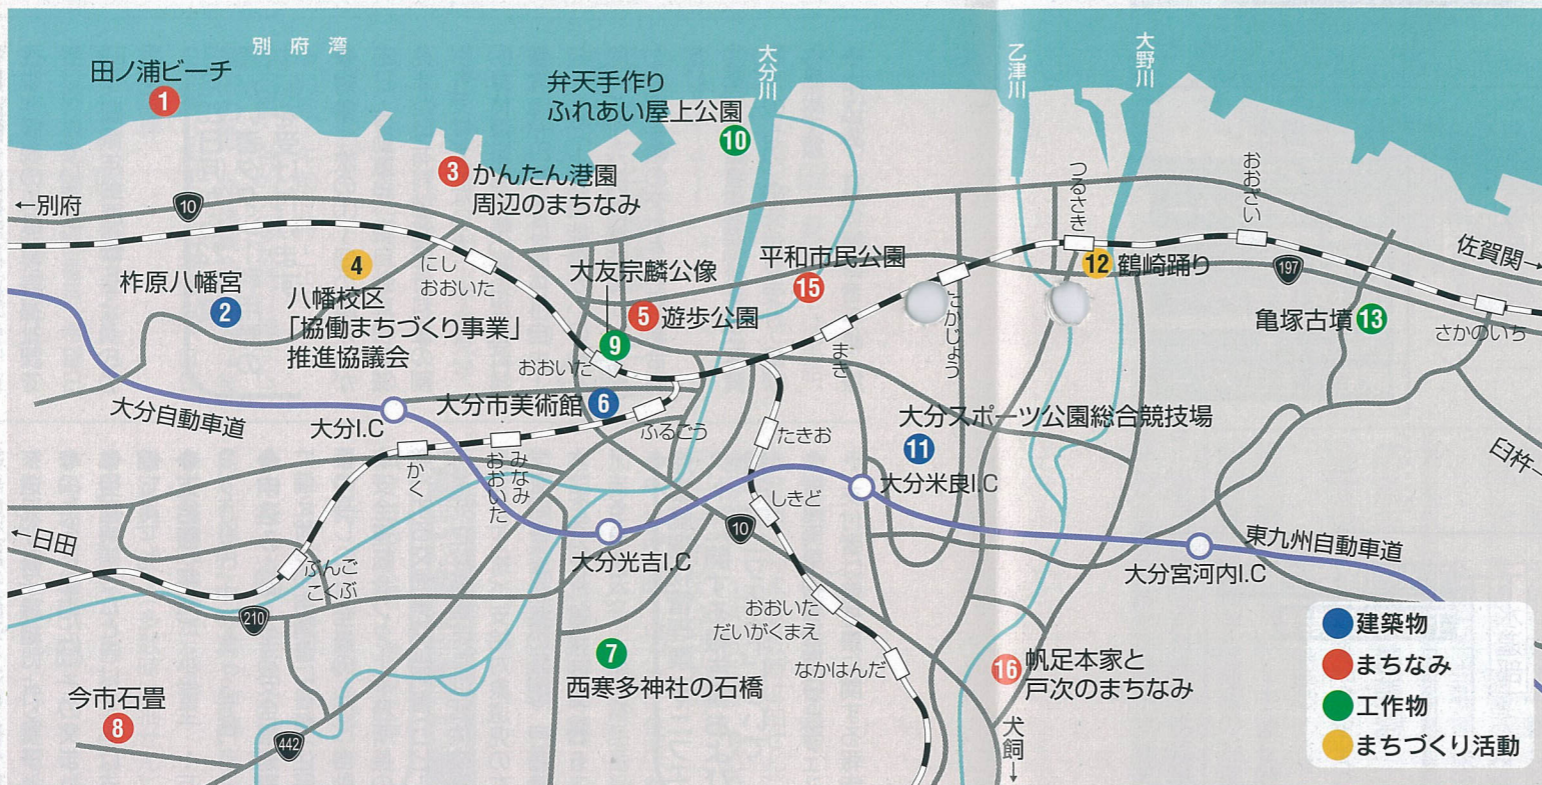 別府湾
田ノ浦ビーチ
1
弁天手作り
ふれあい屋上公園
10
大分川
乙津川
大野川
3 かんたん港園
周辺のまちなみ
←別府
10
つるさき
おおざい
佐賀関→
4
八幡校区
「協働まちづくり事業」
推進協議会
にし
おおいた
大友宗麟公像
9
平和市民公園
15
12 鶴崎踊り
197
柞原八幡宮
2
5 遊歩公園
たかじょう
亀塚古墳 13
さかのいち
おおいた
まき
大分自動車道
大分I.C
大分市美術館 6
ふるごう
たきお
大分スポーツ公園総合競技場
11
臼杵→
かく
みなみ
おおいた
しきど
大分米良I.C
←日田
10
大分光吉I.C
東九州自動車道
大分宮河内I.C
ぶんご
こくぶ
210
おおいた
だいがくまえ
なかはんだ
7
西寒多神社の石橋
16 帆足本家と
戸次のまちなみ
今市石畳
8
442
犬飼→
建築物
まちなみ
工作物
まちづくり活動